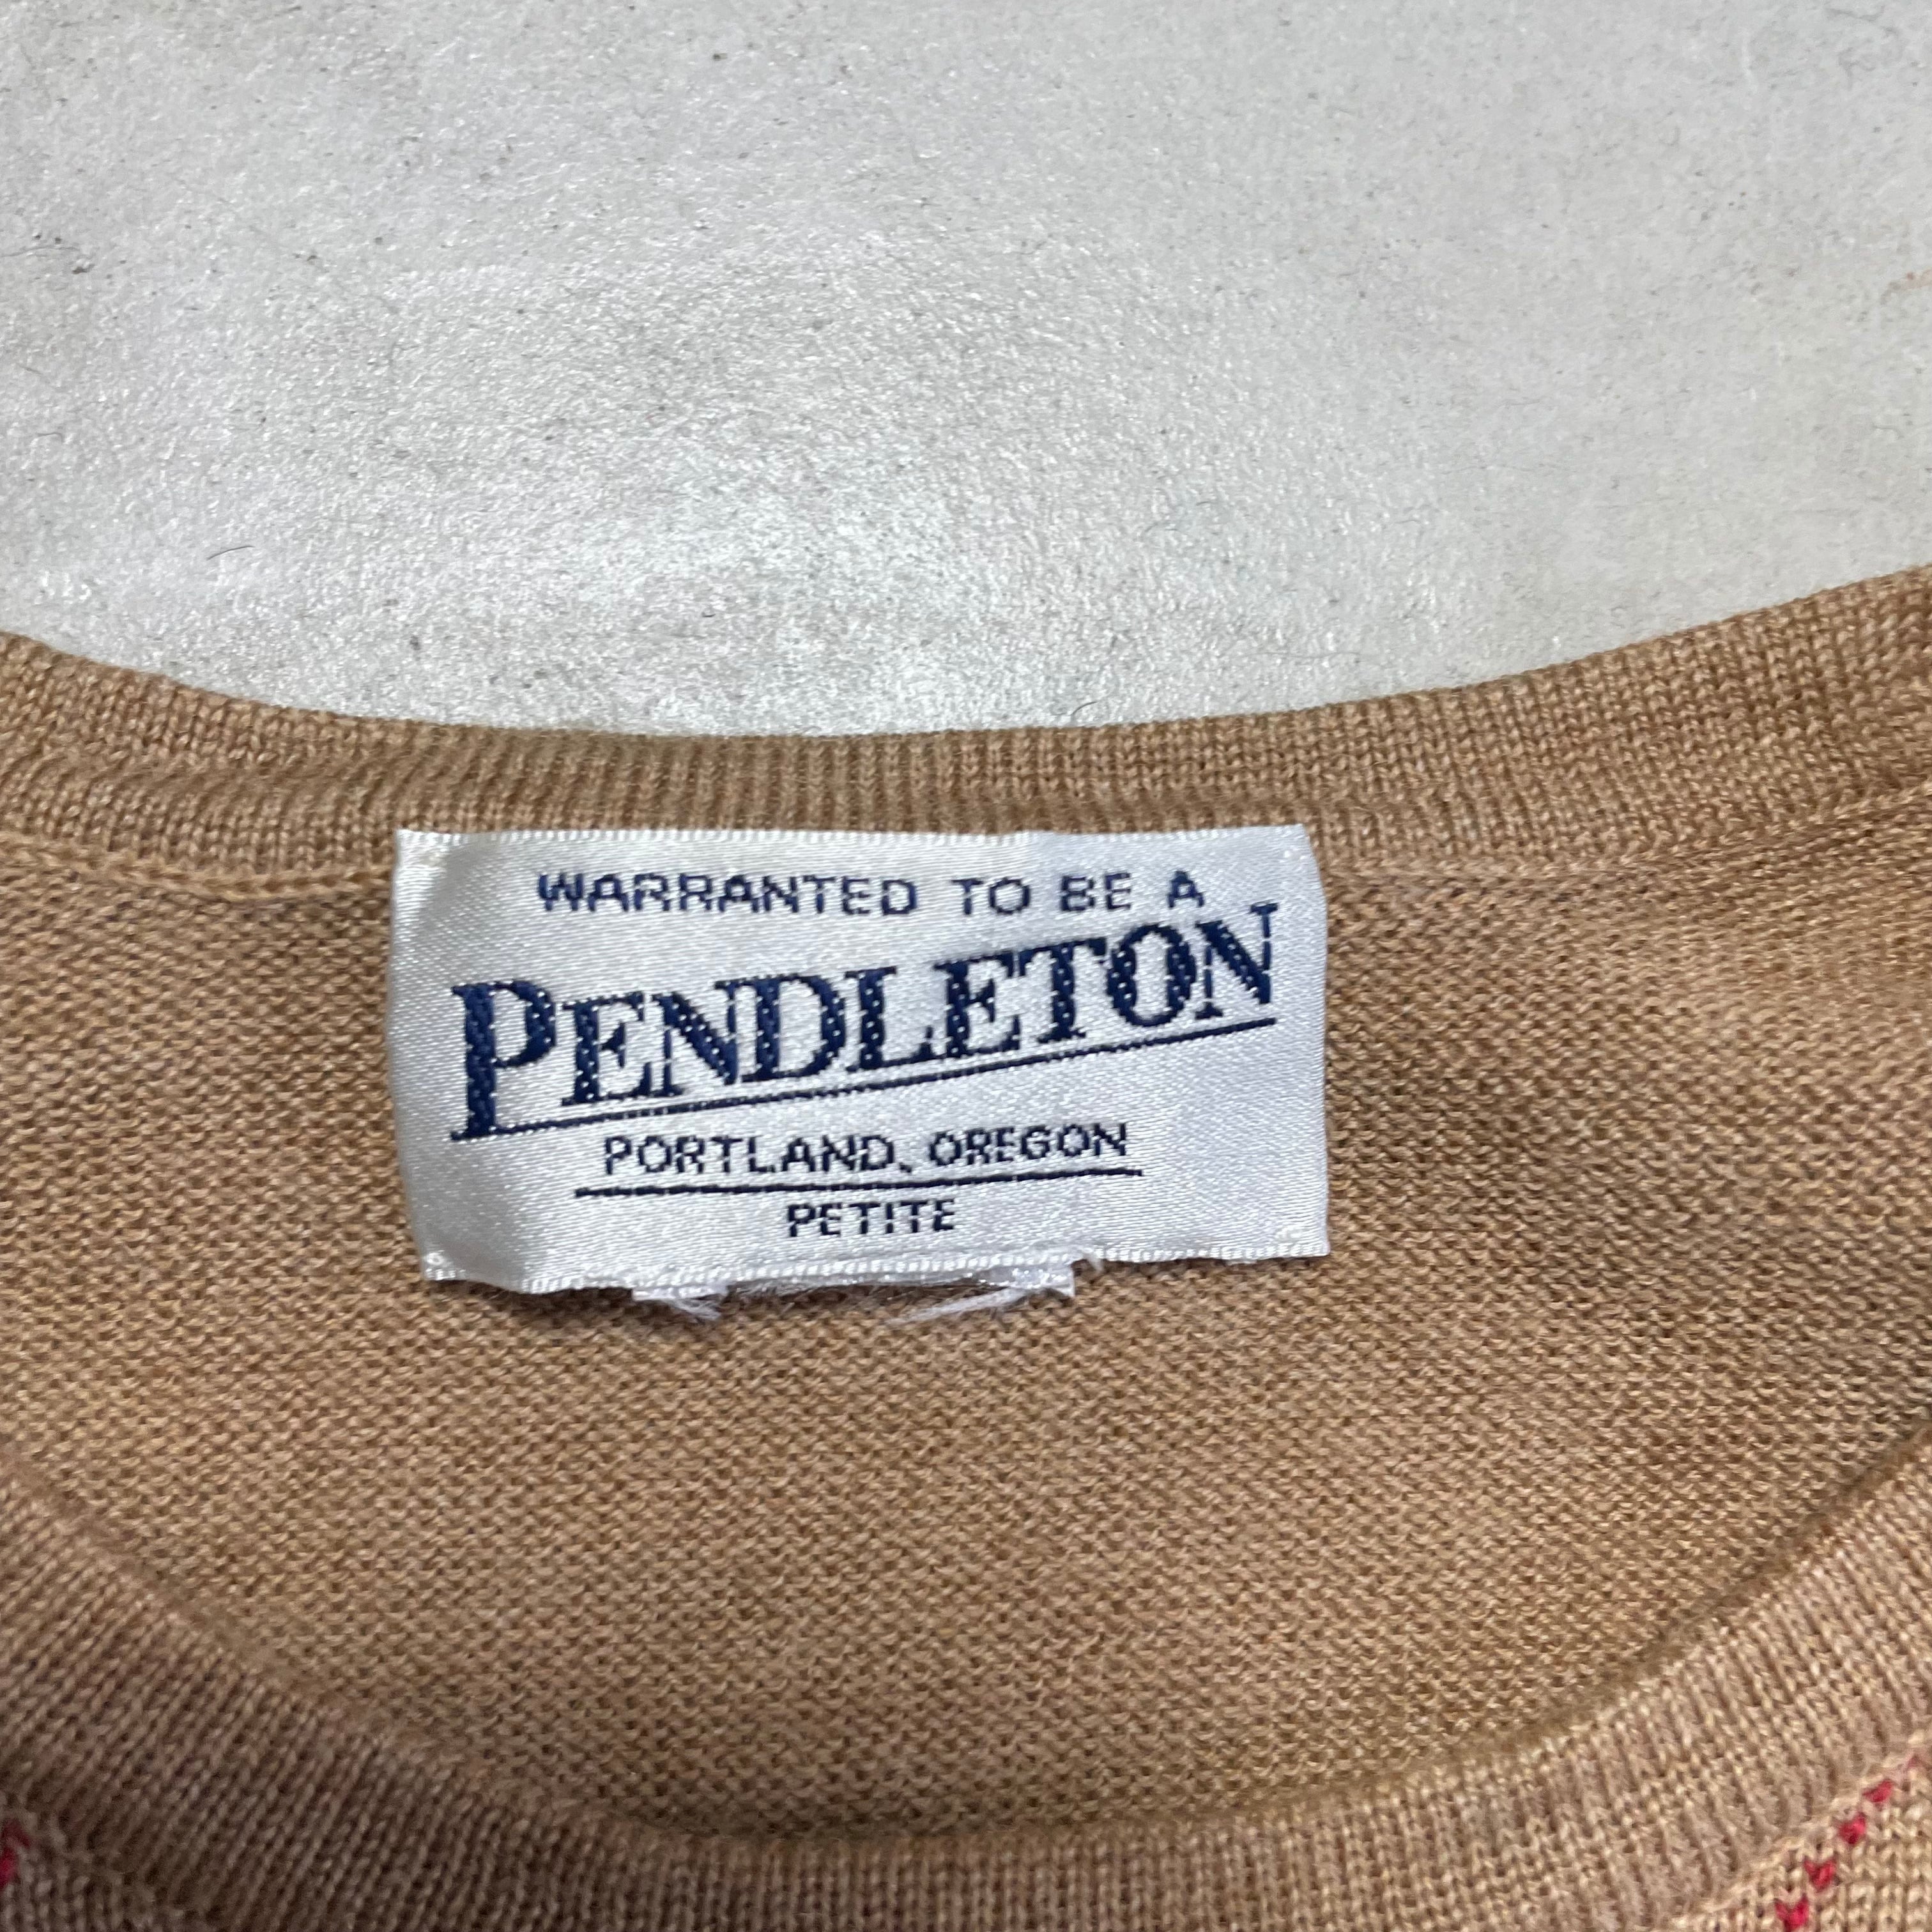 WARRANTED TO BE A
PENDLETON
PORTLAND, OREGON
PETITE